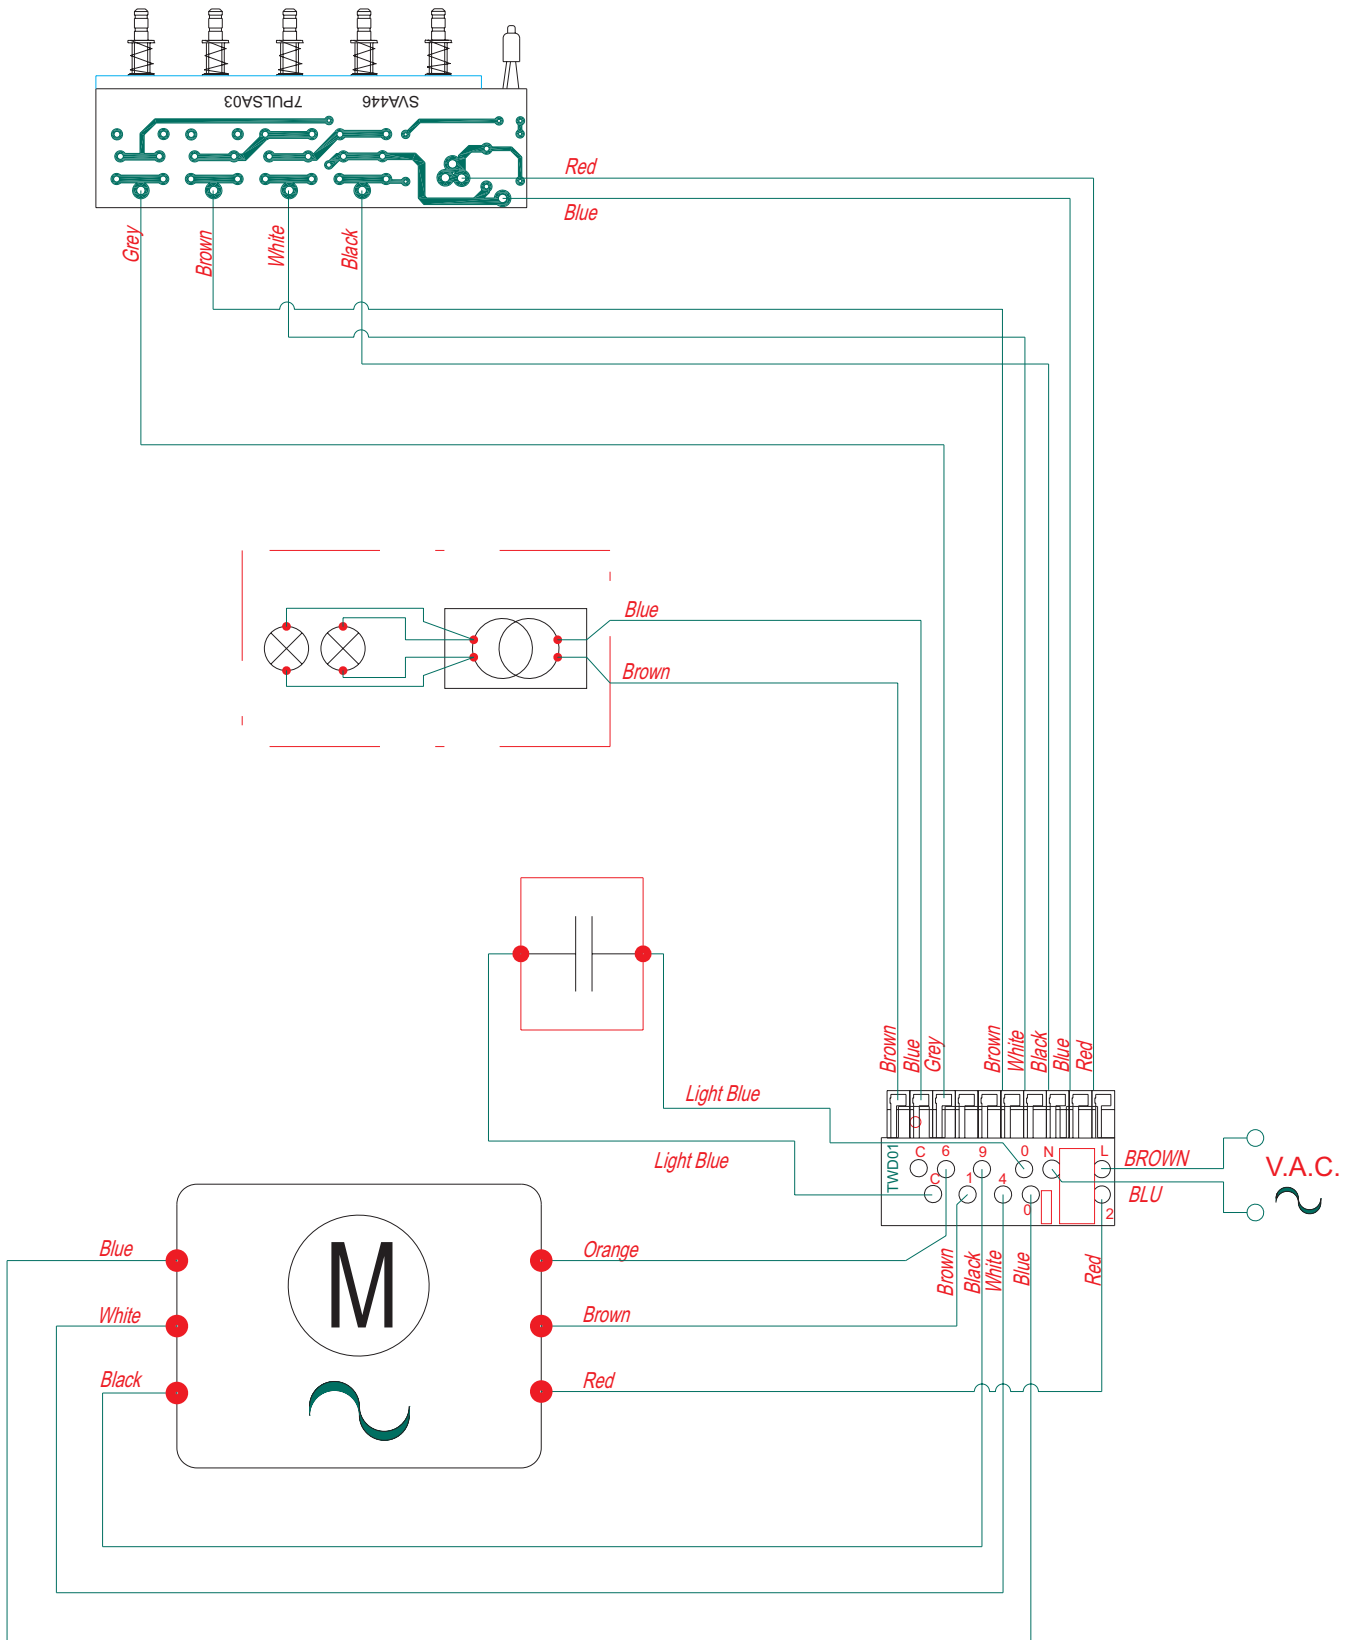 7PULSA03 SVA446
Red
Blue
Grey
Brown
White
Black
Blue
Brown
Brown
Blue
Grey
Brown
White
Black
Blue
Red
Light Blue
Light Blue
TWD01
C 6 9 0 N L
C 1 4 0 2
BROWN
BLU
V.A.C.
Blue
White
Black
M
Orange
Brown
Red
Brown
Black
White
Blue
Red